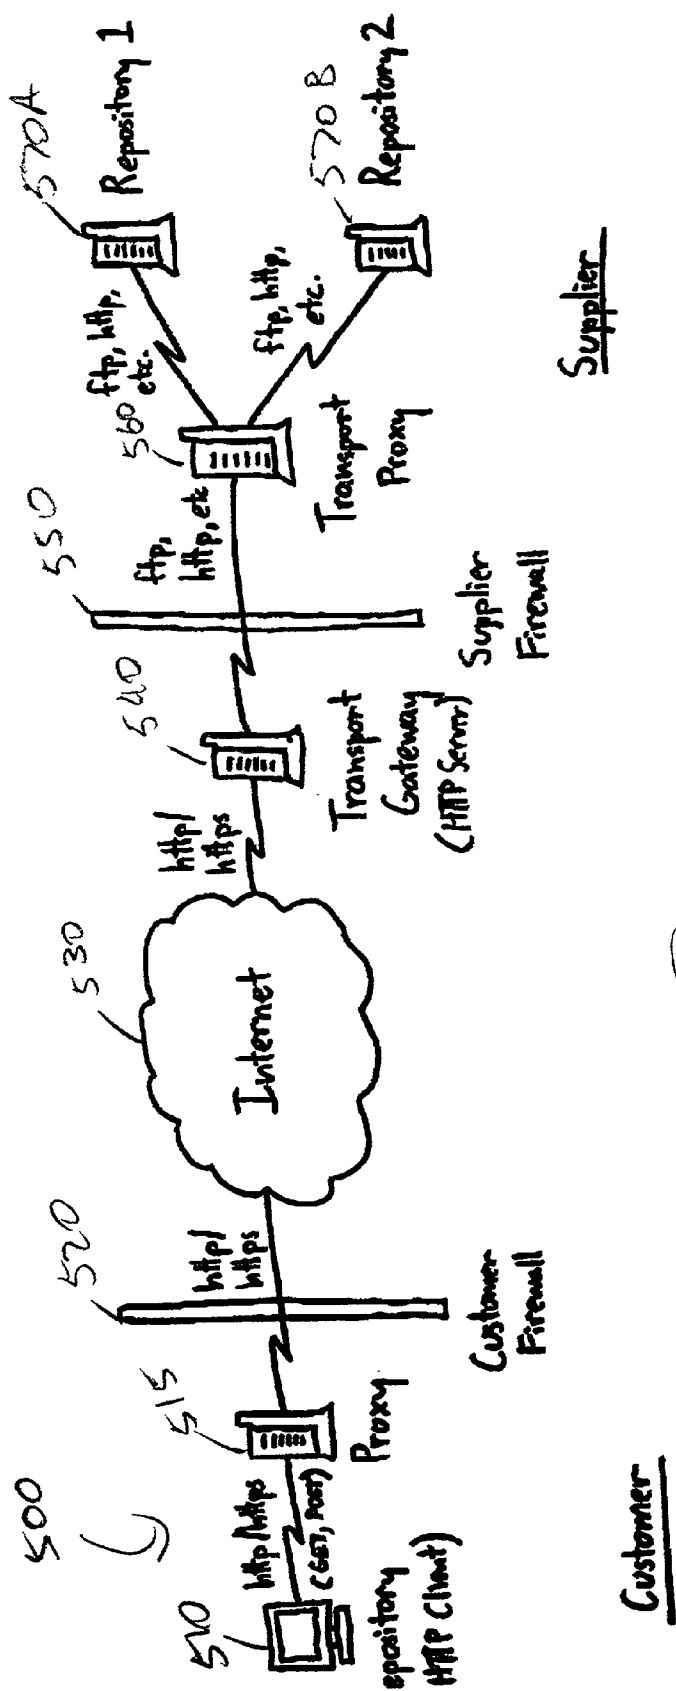 500
510
http/https
(GET, POST)
epository
HTTP Client)
515
Proxy
520
http/
https
Customer
Firewall
Customer
530
Internet
http/
https
540
Transport
Gateway
(HTTP Server)
550
Supplier
Firewall
ftp,
http, etc
560
Transport
Proxy
ftp, http,
etc.
ftp, http,
etc.
570A
Repository 1
570B
Repository 2
Supplier